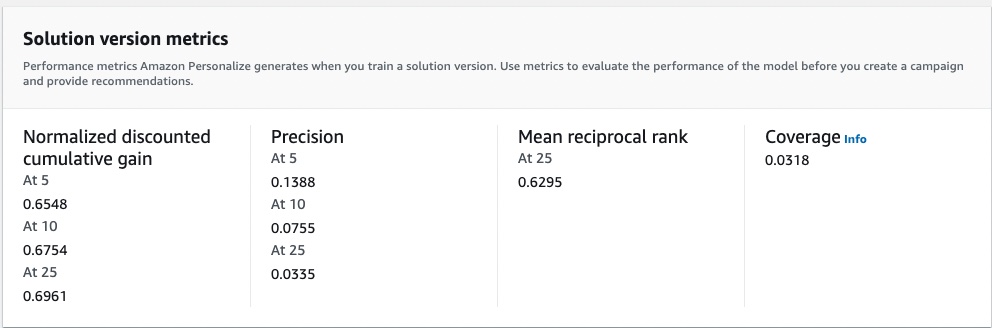 Solution version metrics
Performance metrics Amazon Personalize generates when you train a solution version. Use metrics to evaluate the performance of the model before you create a campaign
and provide recommendations.
Normalized discounted
cumulative gain
At 5
0.6548
At 10
0.6754
At 25
0.6961
Precision
At 5
0.1388
At 10
0.0755
At 25
0.0335
Mean reciprocal rank
At 25
0.6295
Coverage Info
0.0318